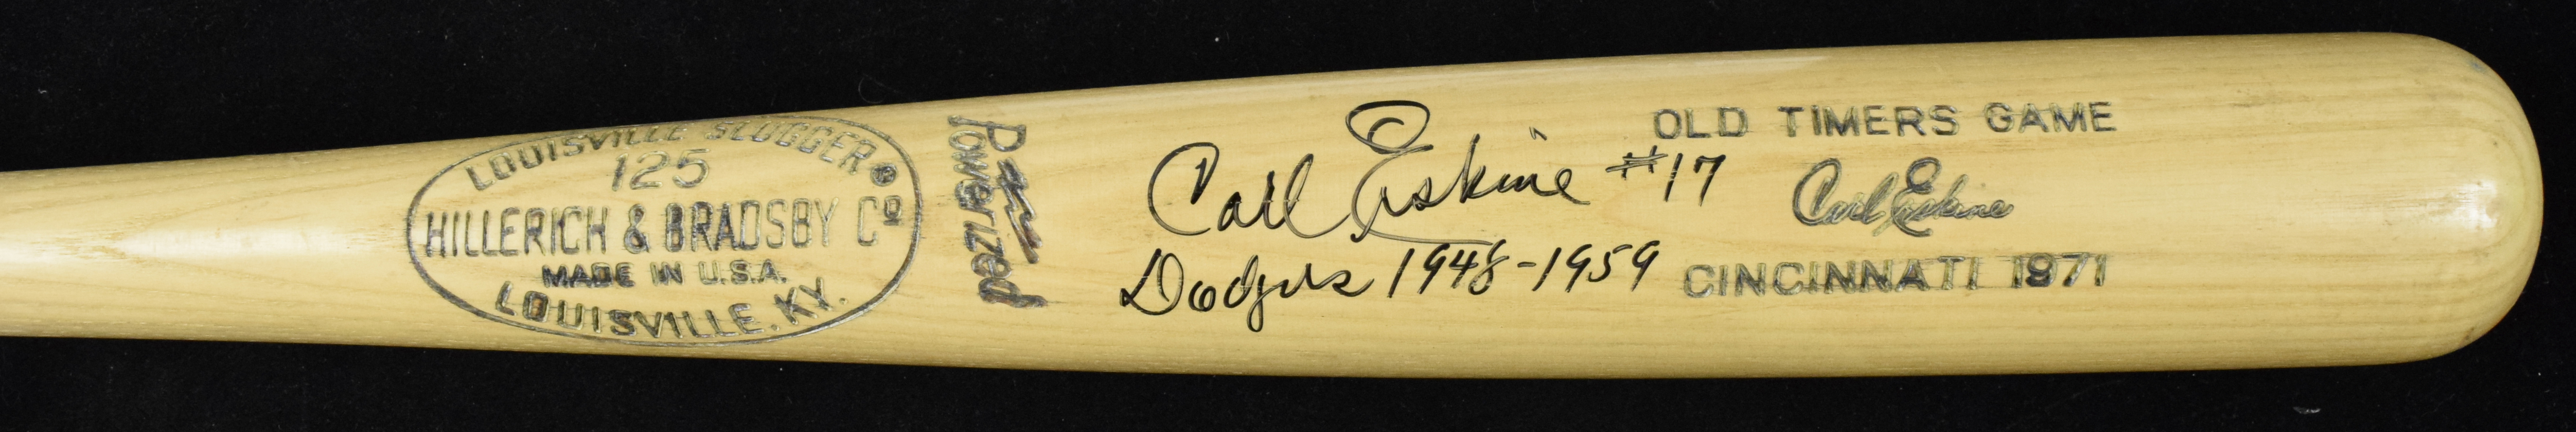 LOUISVILLE SLUGGER®
125
HILLERICH & BRADSBY Cº
MADE IN U.S.A.
LOUISVILLE, KY.
Powerized
Carl Erskine #17
Dodgers 1948-1959
OLD TIMERS GAME
Carl Erskine
CINCINNATI 1971